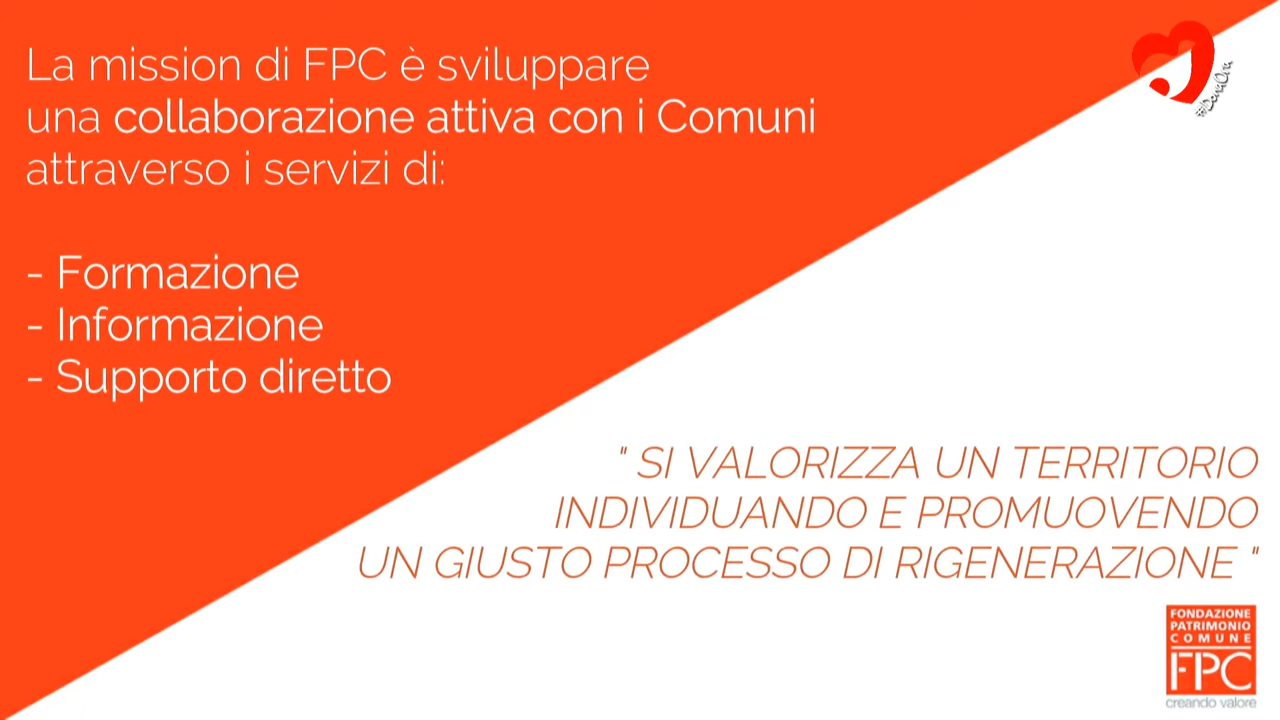 La mission di FPC è sviluppare
una collaborazione attiva con i Comuni
attraverso i servizi di:
- Formazione
- Informazione
- Supporto diretto
#DonaOra
" SI VALORIZZA UN TERRITORIO
INDIVIDUANDO E PROMUOVENDO
UN GIUSTO PROCESSO DI RIGENERAZIONE "
FONDAZIONE
PATRIMONIO
COMUNE
FPC
creando valore